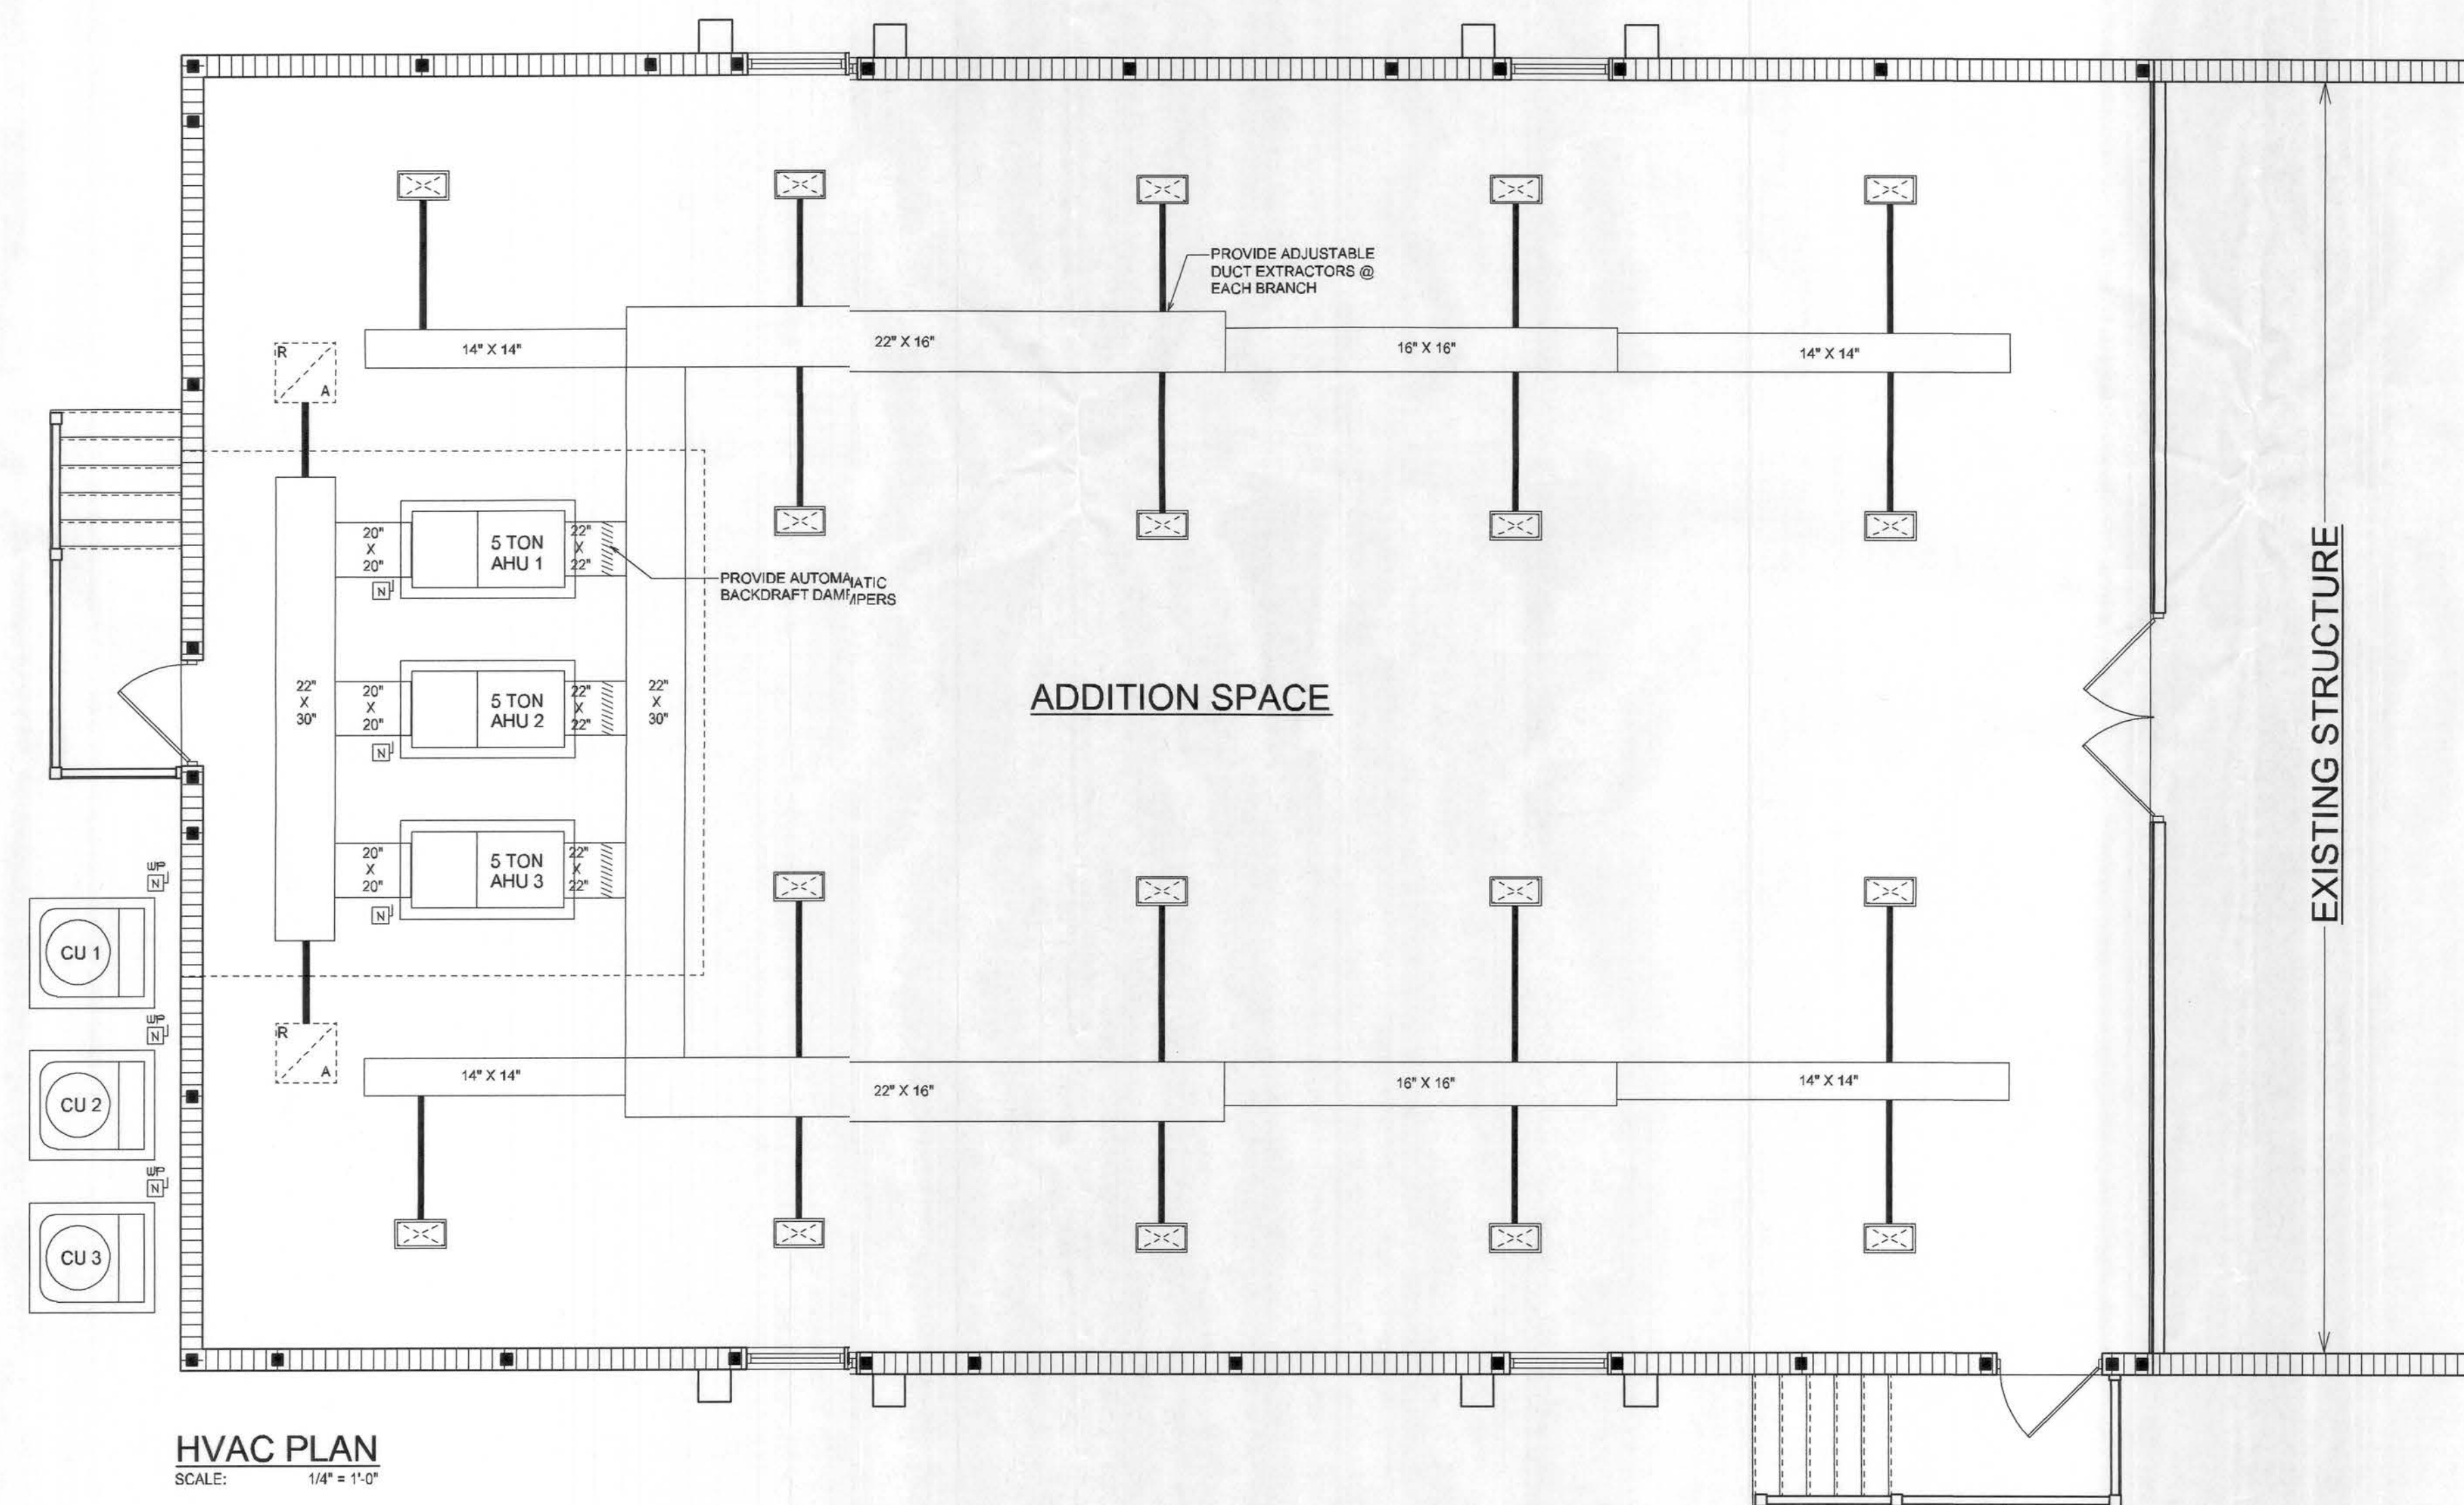 PROVIDE ADJUSTABLE
DUCT EXTRACTORS @
EACH BRANCH
14" X 14"
22" X 16"
16" X 16"
14" X 14"
R
A
20"
X
20"
5 TON
AHU 1
22"
X
22"
N
PROVIDE AUTOMATIC
BACKDRAFT DAMPERS
22"
X
30"
20"
X
20"
5 TON
AHU 2
22"
X
22"
22"
X
30"
N
ADDITION SPACE
EXISTING STRUCTURE
20"
X
20"
5 TON
AHU 3
22"
X
22"
N
WP
N
CU 1
WP
N
R
A
CU 2
14" X 14"
22" X 16"
16" X 16"
14" X 14"
WP
N
CU 3
HVAC PLAN
SCALE: 1/4" = 1'-0"